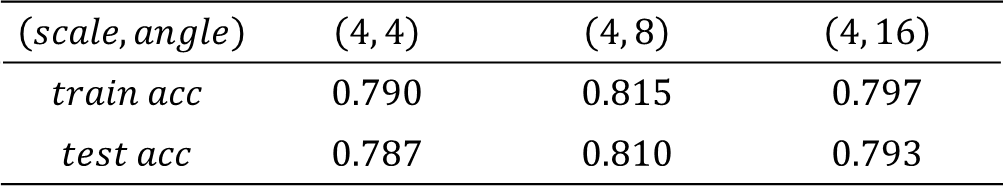 (scale, angle) (4, 4) (4, 8) (4, 16)
train acc 0.790 0.815 0.797
test acc 0.787 0.810 0.793